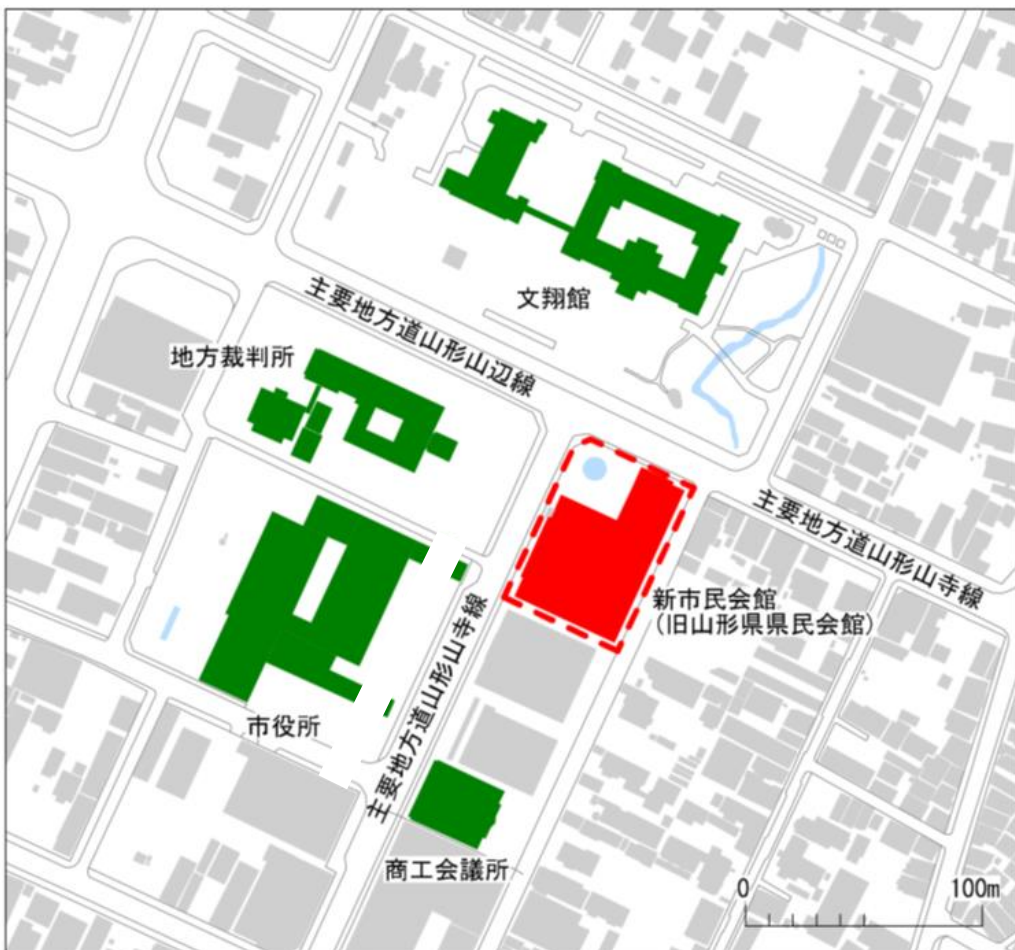 文翔館
主要地方道山形山辺線
地方裁判所
主要地方道山形山寺線
新市民会館
(旧山形県県民会館)
主要地方道山形山寺線
市役所
商工会議所
0 100m